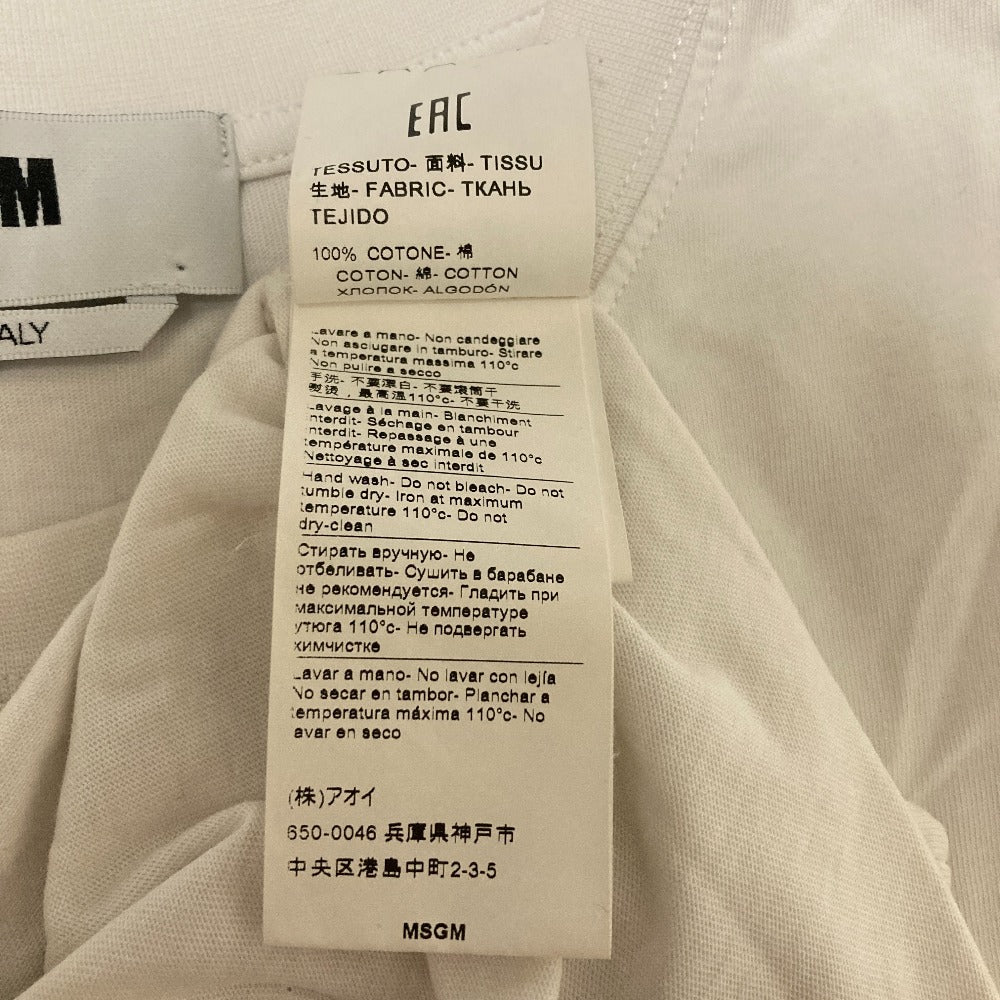 M
ALY
EAC
TESSUTO- 面料- TISSU
生地- FABRIC- ТКАНЬ
TEJIDO
100% COTONE- 棉
COTON- 綿- COTTON
ХЛОПОК- ALGODÓN
Lavare a mano- Non candeggiare
Non asciugare in tamburo- Stirare
a temperatura massima 110°c
Non pulire a secco
手洗- 不要漂白- 不要滚筒干
熨烫，最高温110°c- 不要干洗
Lavage à la main- Blanchiment
interdit- Séchage en tambour
interdit- Repassage à une
température maximale de 110°c
Nettoyage à sec interdit
Hand wash- Do not bleach- Do not
tumble dry- Iron at maximum
temperature 110°c- Do not
dry-clean
Стирать вручную- Не
отбеливать- Сушить в барабане
не рекомендуется- Гладить при
максимальной температуре
утюга 110°c- Не подвергать
химчистке
Lavar a mano- No lavar con lejía
No secar en tambor- Planchar a
temperatura máxima 110°c- No
lavar en seco
(株)アオイ
650-0046 兵庫県神戸市
中央区港島中町2-3-5
MSGM